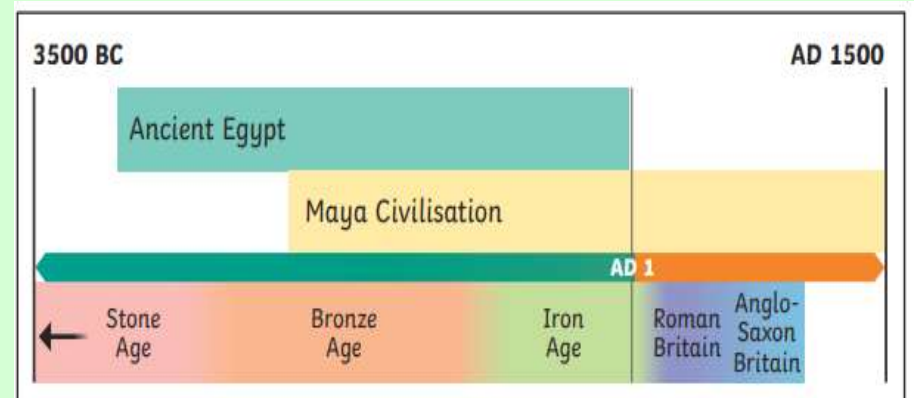 3500 BC
AD 1500
Ancient Egypt
Maya Civilisation
AD 1
Stone
Age
Bronze
Age
Iron
Age
Roman
Britain
Anglo-
Saxon
Britain